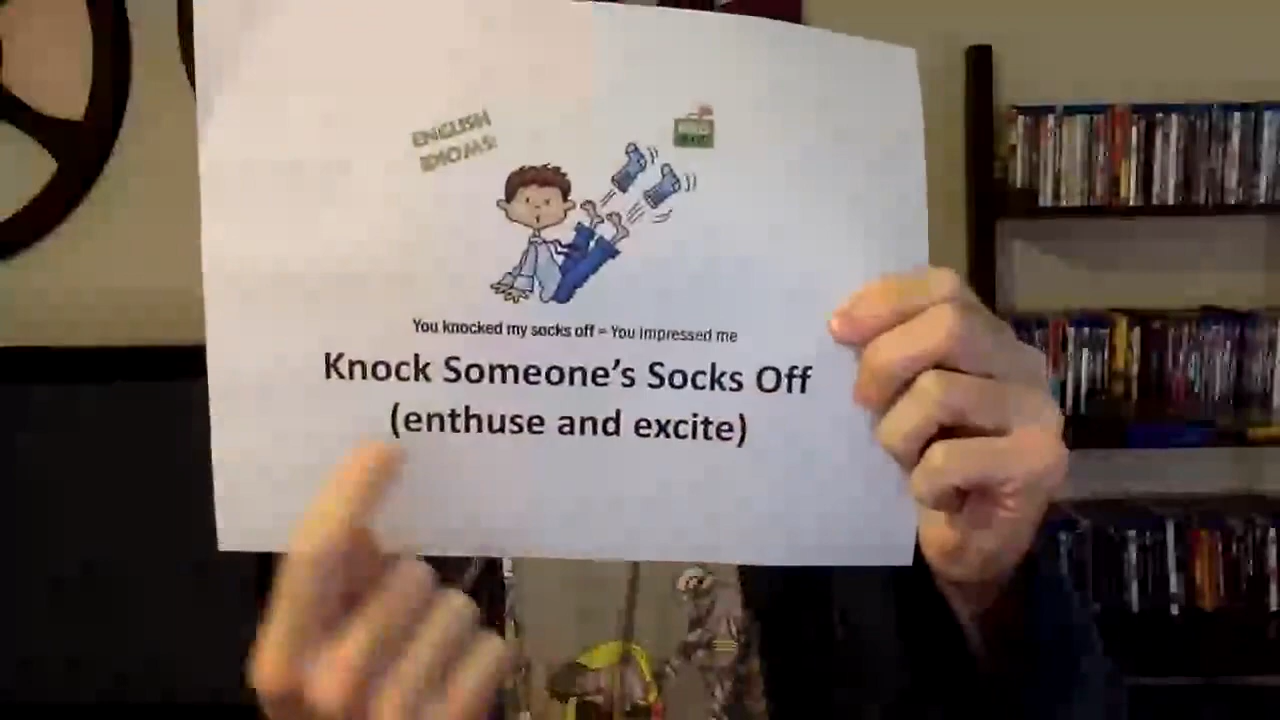 ENGLISH
IDIOMS
You knocked my socks off = You impressed me
Knock Someone's Socks Off
(enthuse and excite)